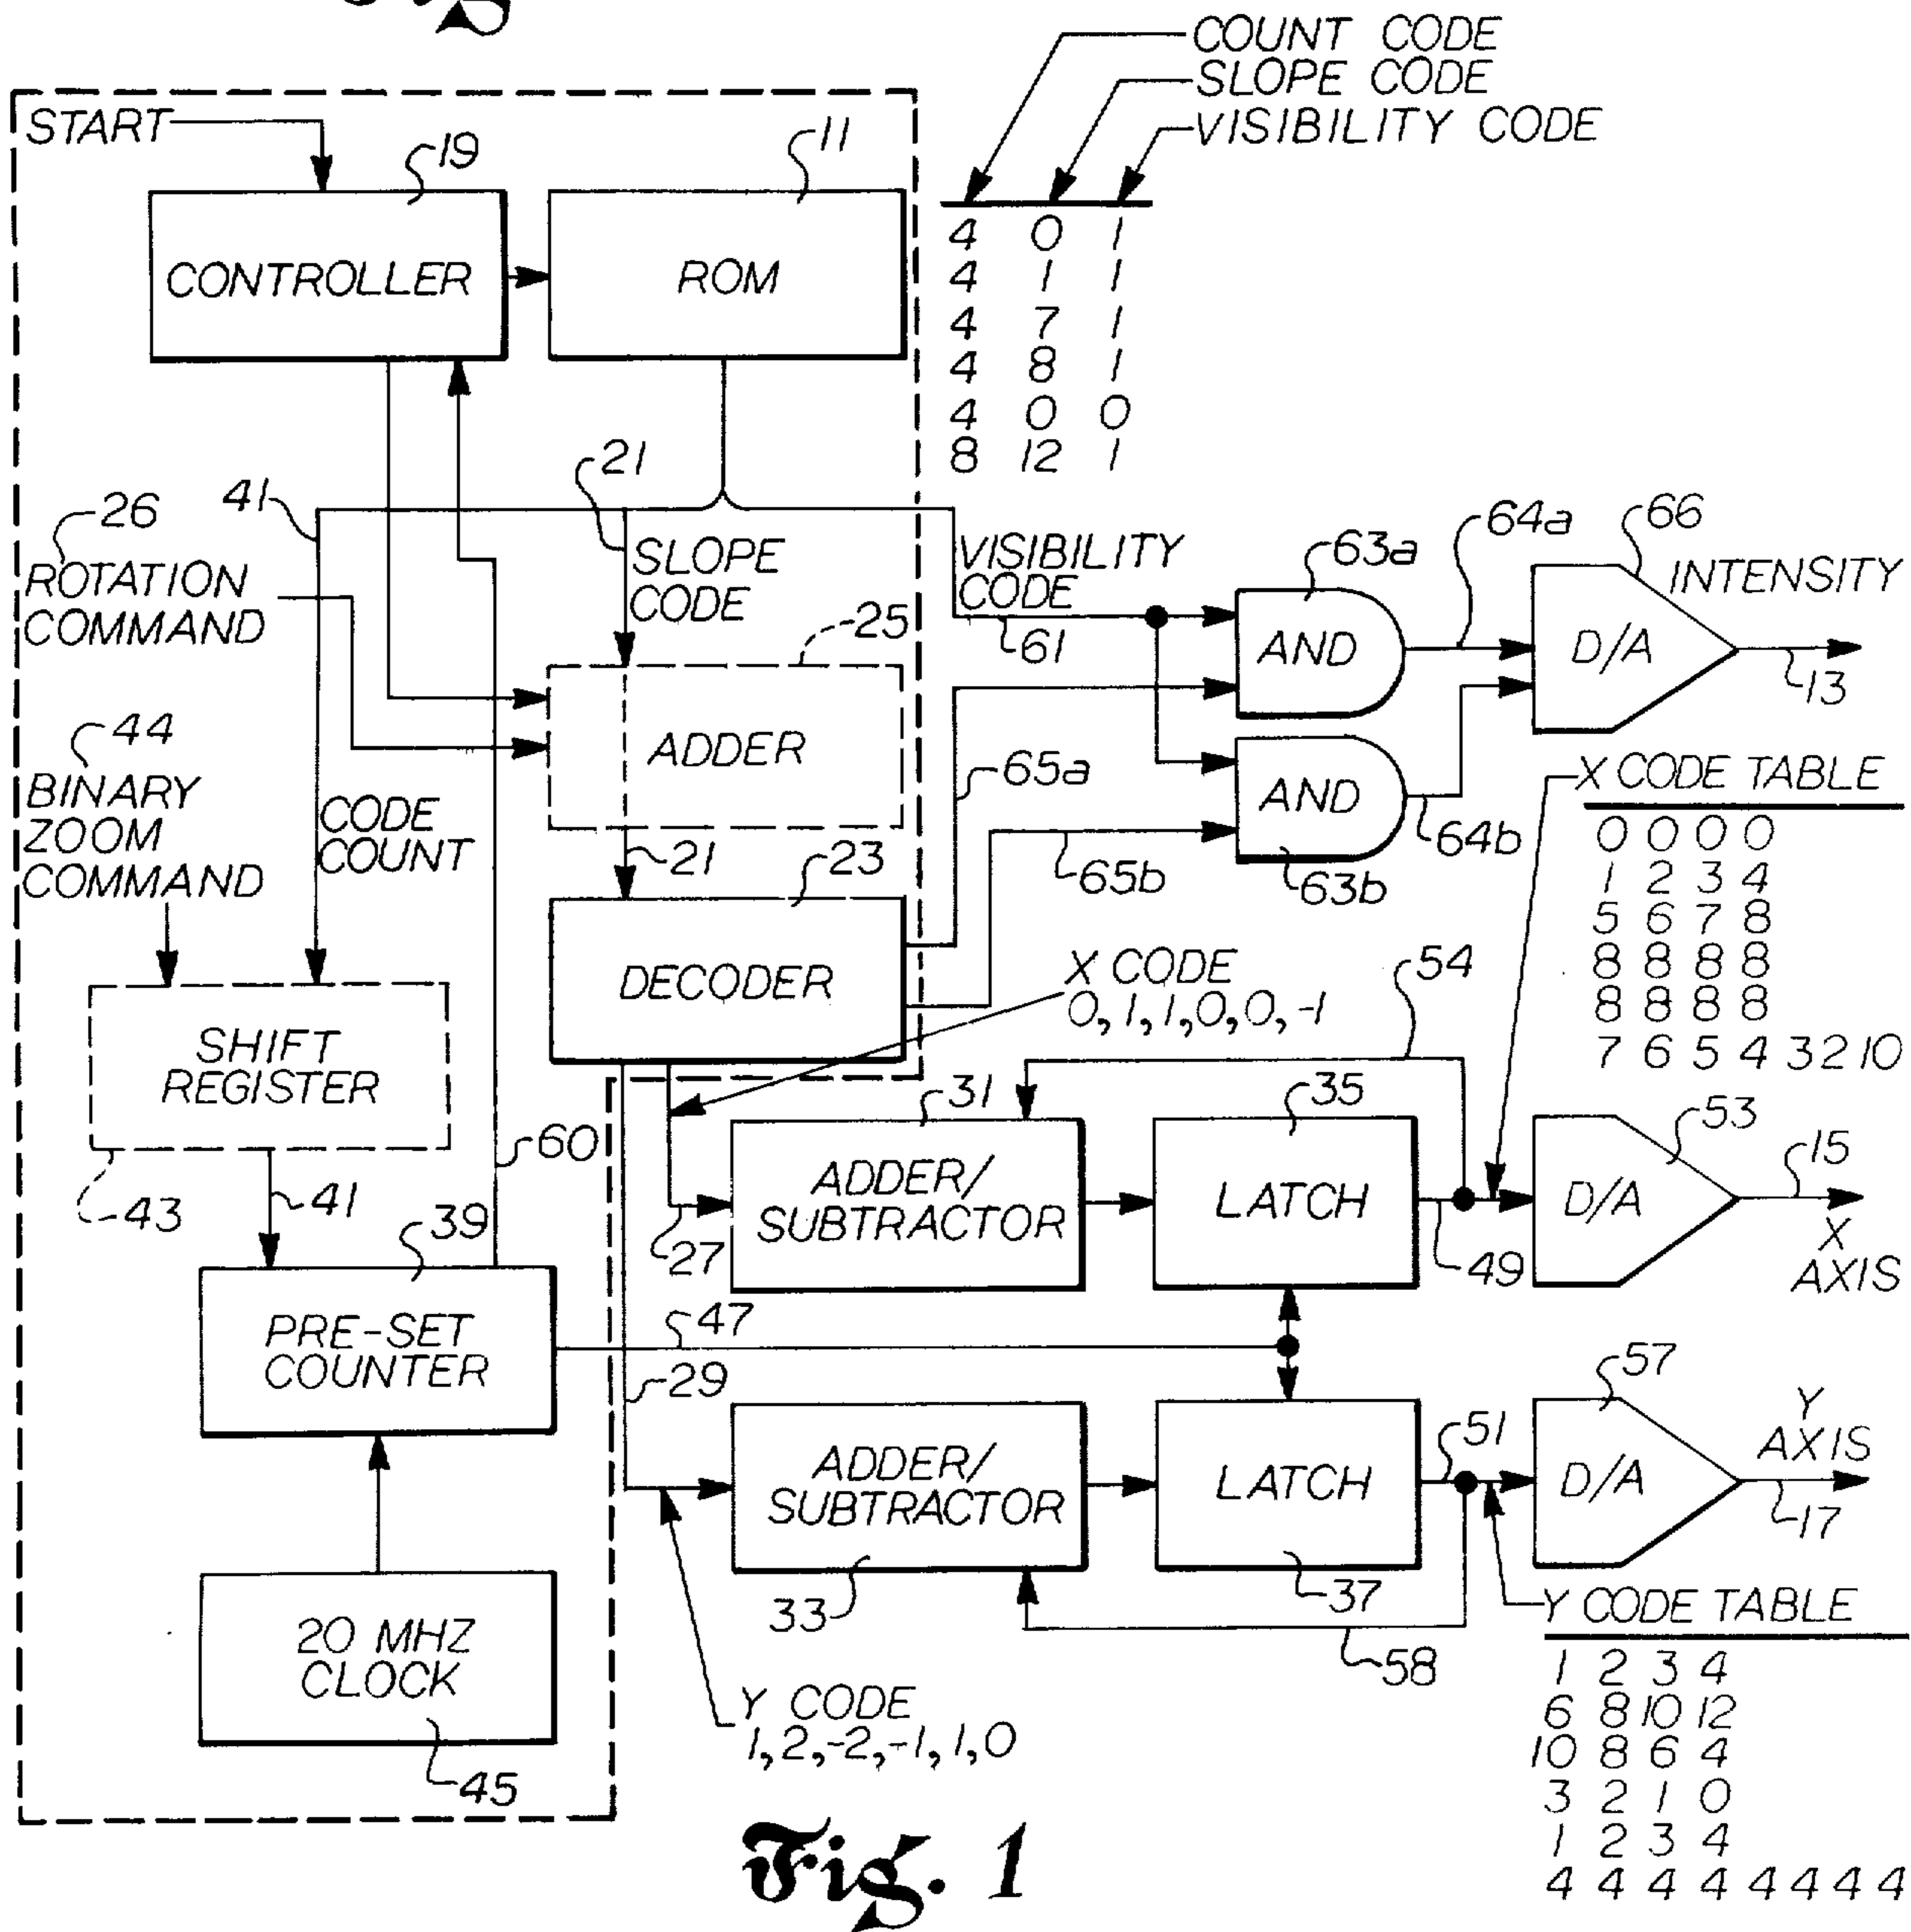 COUNT CODE
SLOPE CODE
VISIBILITY CODE
START
19
11
CONTROLLER
ROM
4 0 1
4 1 1
4 7 1
4 8 1
4 0 0
8 12 1
26
ROTATION
COMMAND
41
21
SLOPE
CODE
VISIBILITY
CODE
61
63a
64a
66
INTENSITY
AND
D/A
13
25
ADDER
44
BINARY
ZOOM
COMMAND
CODE
COUNT
65a
AND
64b
65b
63b
21
23
DECODER
X CODE TABLE
0 0 0 0
1 2 3 4
5 6 7 8
8 8 8 8
8 8 8 8
7 6 5 4 3 2 1 0
X CODE
0, 1, 1, 0, 0, -1
54
SHIFT
REGISTER
43
41
60
31
35
53
15
ADDER/
SUBTRACTOR
LATCH
D/A
27
49
X
AXIS
39
PRE-SET
COUNTER
47
29
57
Y
AXIS
51
ADDER/
SUBTRACTOR
LATCH
D/A
17
33
37
58
20 MHZ
CLOCK
45
Y CODE
1, 2, -2, -1, 1, 0
Y CODE TABLE
1 2 3 4
6 8 10 12
10 8 6 4
3 2 1 0
1 2 3 4
4 4 4 4 4 4 4 4
Fig. 1